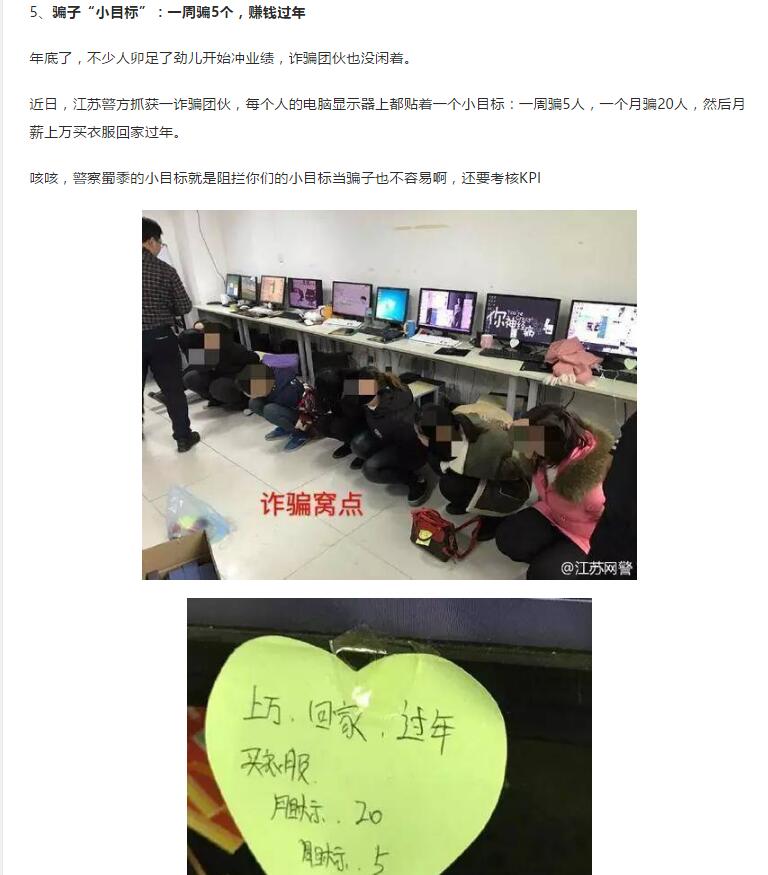 5、骗子“小目标”：一周骗5个，赚钱过年
年底了，不少人卯足了劲儿开始冲业绩，诈骗团伙也没闲着。
近日，江苏警方抓获一诈骗团伙，每个人的电脑显示器上都贴着一个小目标：一周骗5人，一个月骗20人，然后月
薪上万买衣服回家过年。
咳咳，警察蜀黍的小目标就是阻拦你们的小目标当骗子也不容易啊，还要考核KPI
你神经病
诈骗窝点
@江苏网警
上万、回家、过年
买衣服
月目标、20
周目标、5